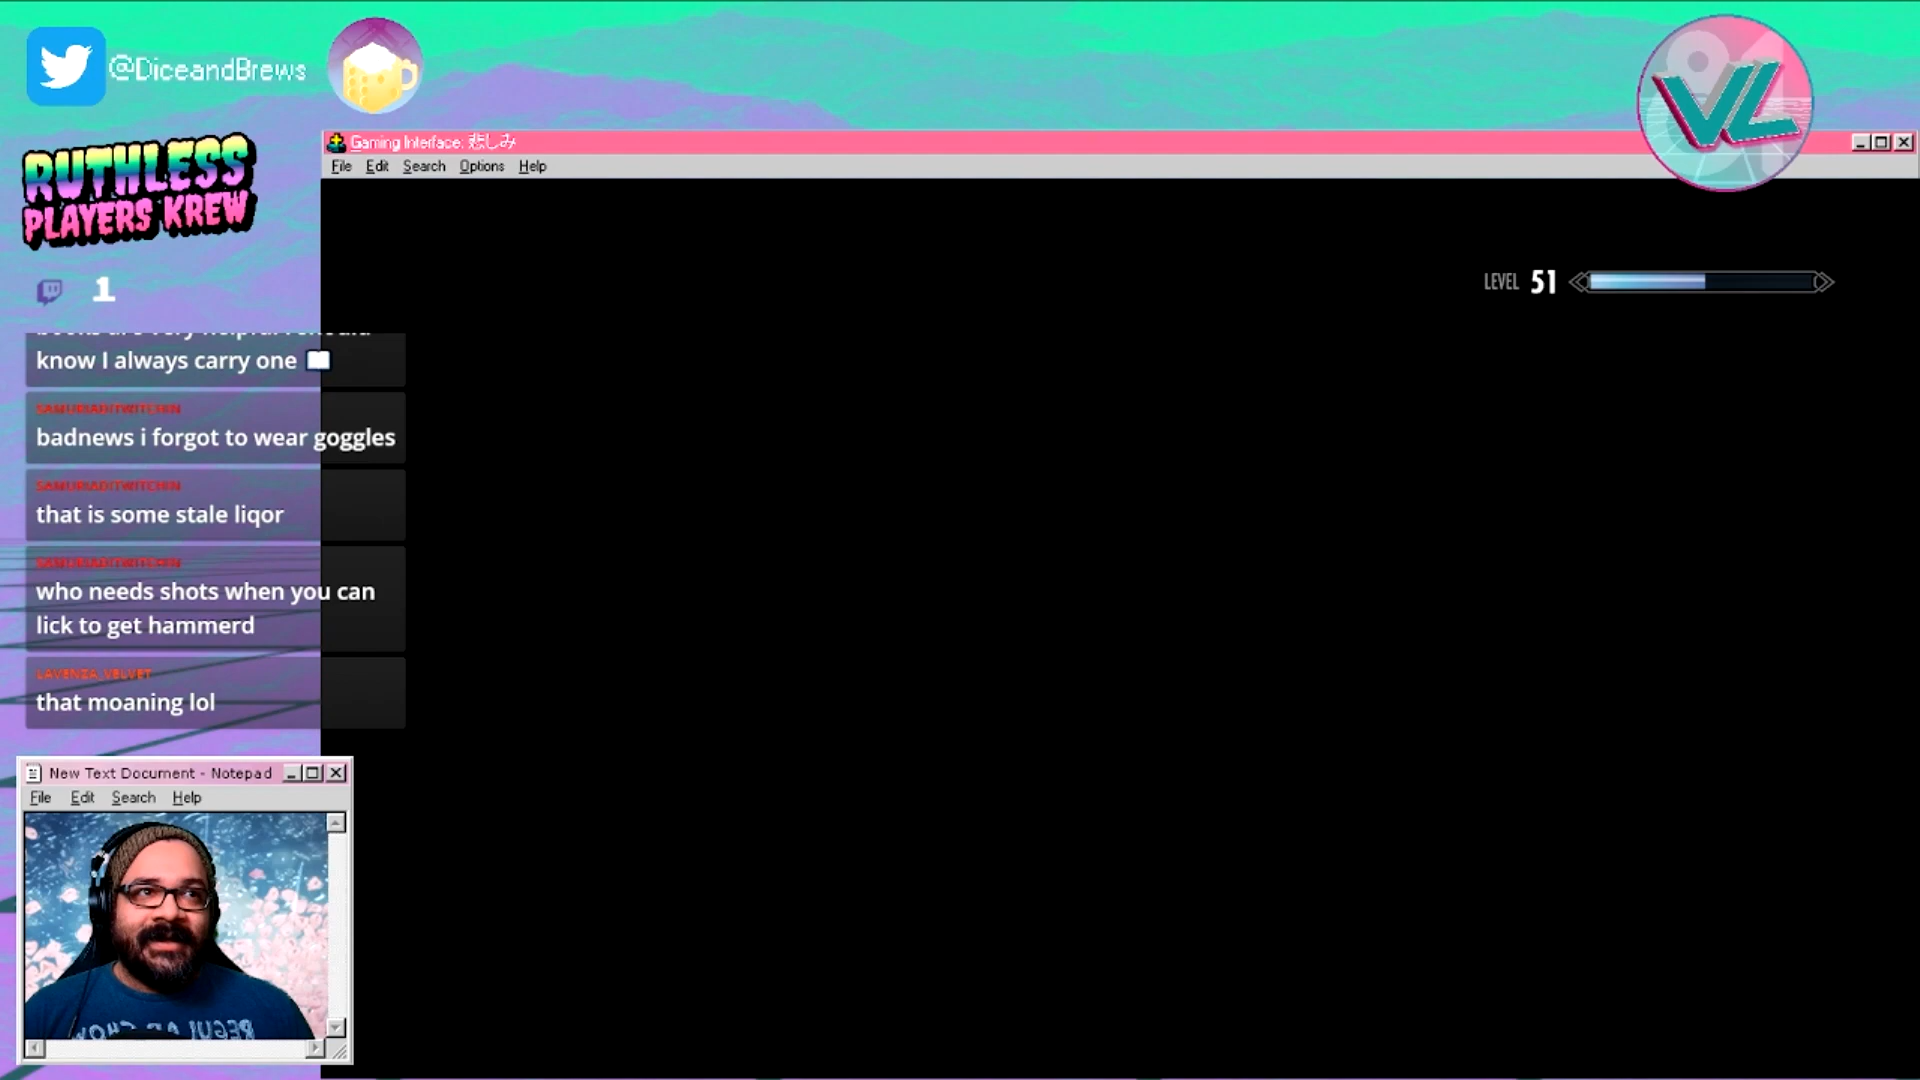 @DiceandBrews
VL
RUTHLESS
PLAYERS KREW
Gaming Interface: 悲しみ
File Edit Search Options Help
1
LEVEL 51
know I always carry one
badnews i forgot to wear goggles
that is some stale liqor
who needs shots when you can
lick to get hammerd
LAVENZA_VELVET
that moaning lol
New Text Document - Notepad
File Edit Search Help